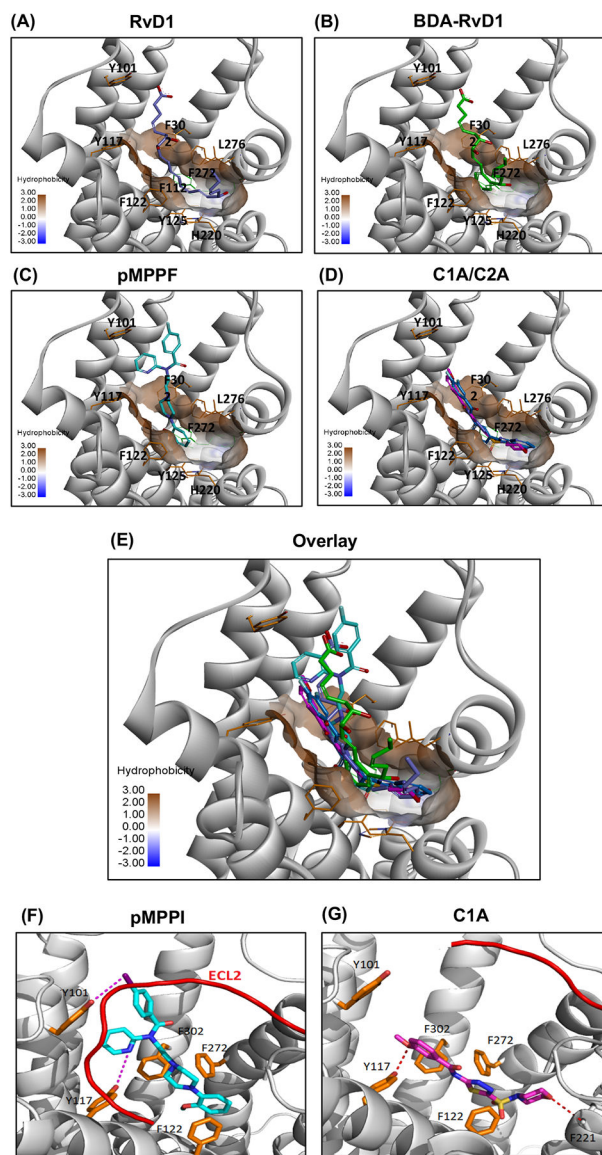 (A) RvD1
Y101
Y117
F30
2
L276
F272
F112
F122
Y125
H220
Hydrophobicity
3.00
2.00
1.00
0.00
-1.00
-2.00
-3.00
(B) BDA-RvD1
Y101
Y117
F30
2
L276
F272
F122
Y125
H220
Hydrophobicity
3.00
2.00
1.00
0.00
-1.00
-2.00
-3.00
(C) pMPPF
Y101
Y117
F30
2
L276
F272
F122
Y125
H220
Hydrophobicity
3.00
2.00
1.00
0.00
-1.00
-2.00
-3.00
(D) C1A/C2A
Y101
Y117
F30
2
L276
F272
F122
Y125
H220
Hydrophobicity
3.00
2.00
1.00
0.00
-1.00
-2.00
-3.00
(E) Overlay
Hydrophobicity
3.00
2.00
1.00
0.00
-1.00
-2.00
-3.00
(F) pMPPI
ECL2
Y101
F302
F272
Y117
F122
(G) C1A
Y101
F302
F272
Y117
F122
F221